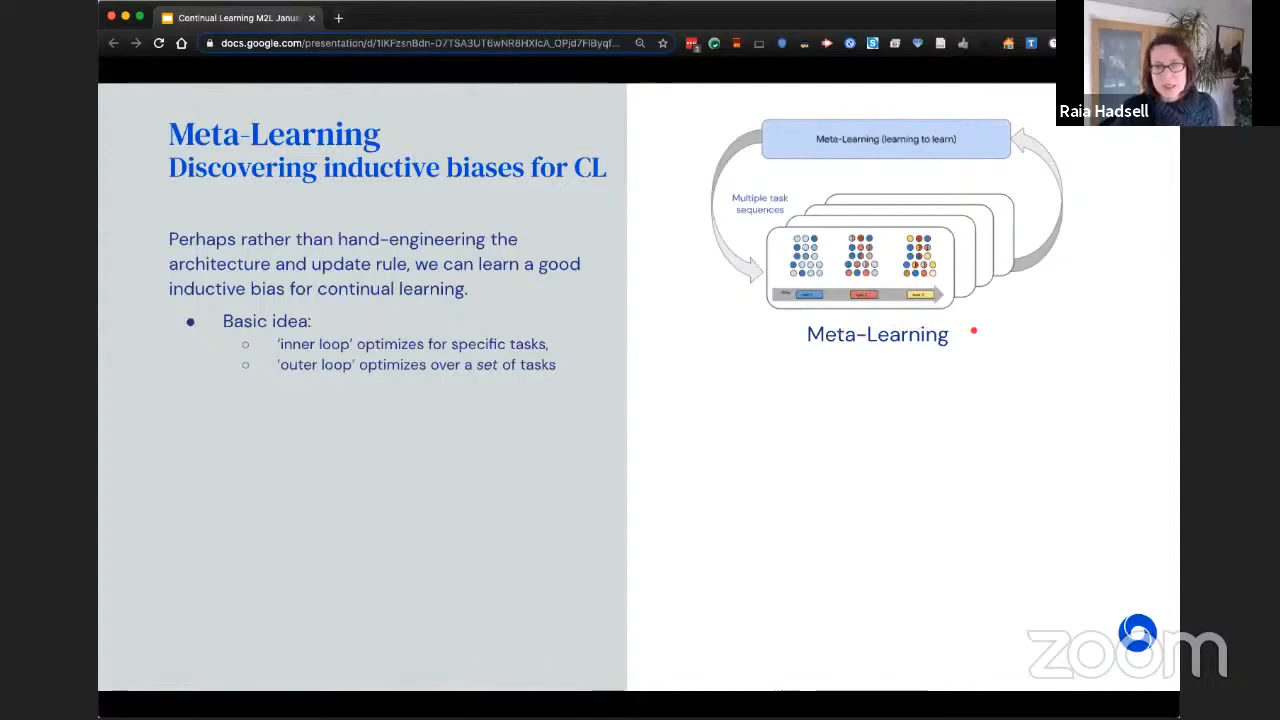 Continual Learning M2L Janu
docs.google.com/presentation/d/1IKFzsnBdn-D7TSA3UT6wNR8HXlcA_OPjd7FlByqf...
Raia Hadsell
Meta-Learning
Discovering inductive biases for CL
Perhaps rather than hand-engineering the
architecture and update rule, we can learn a good
inductive bias for continual learning.
● Basic idea:
○ ‘inner loop’ optimizes for specific tasks,
○ ‘outer loop’ optimizes over a set of tasks
Meta-Learning (learning to learn)
Multiple task
sequences
Meta-Learning
zoom